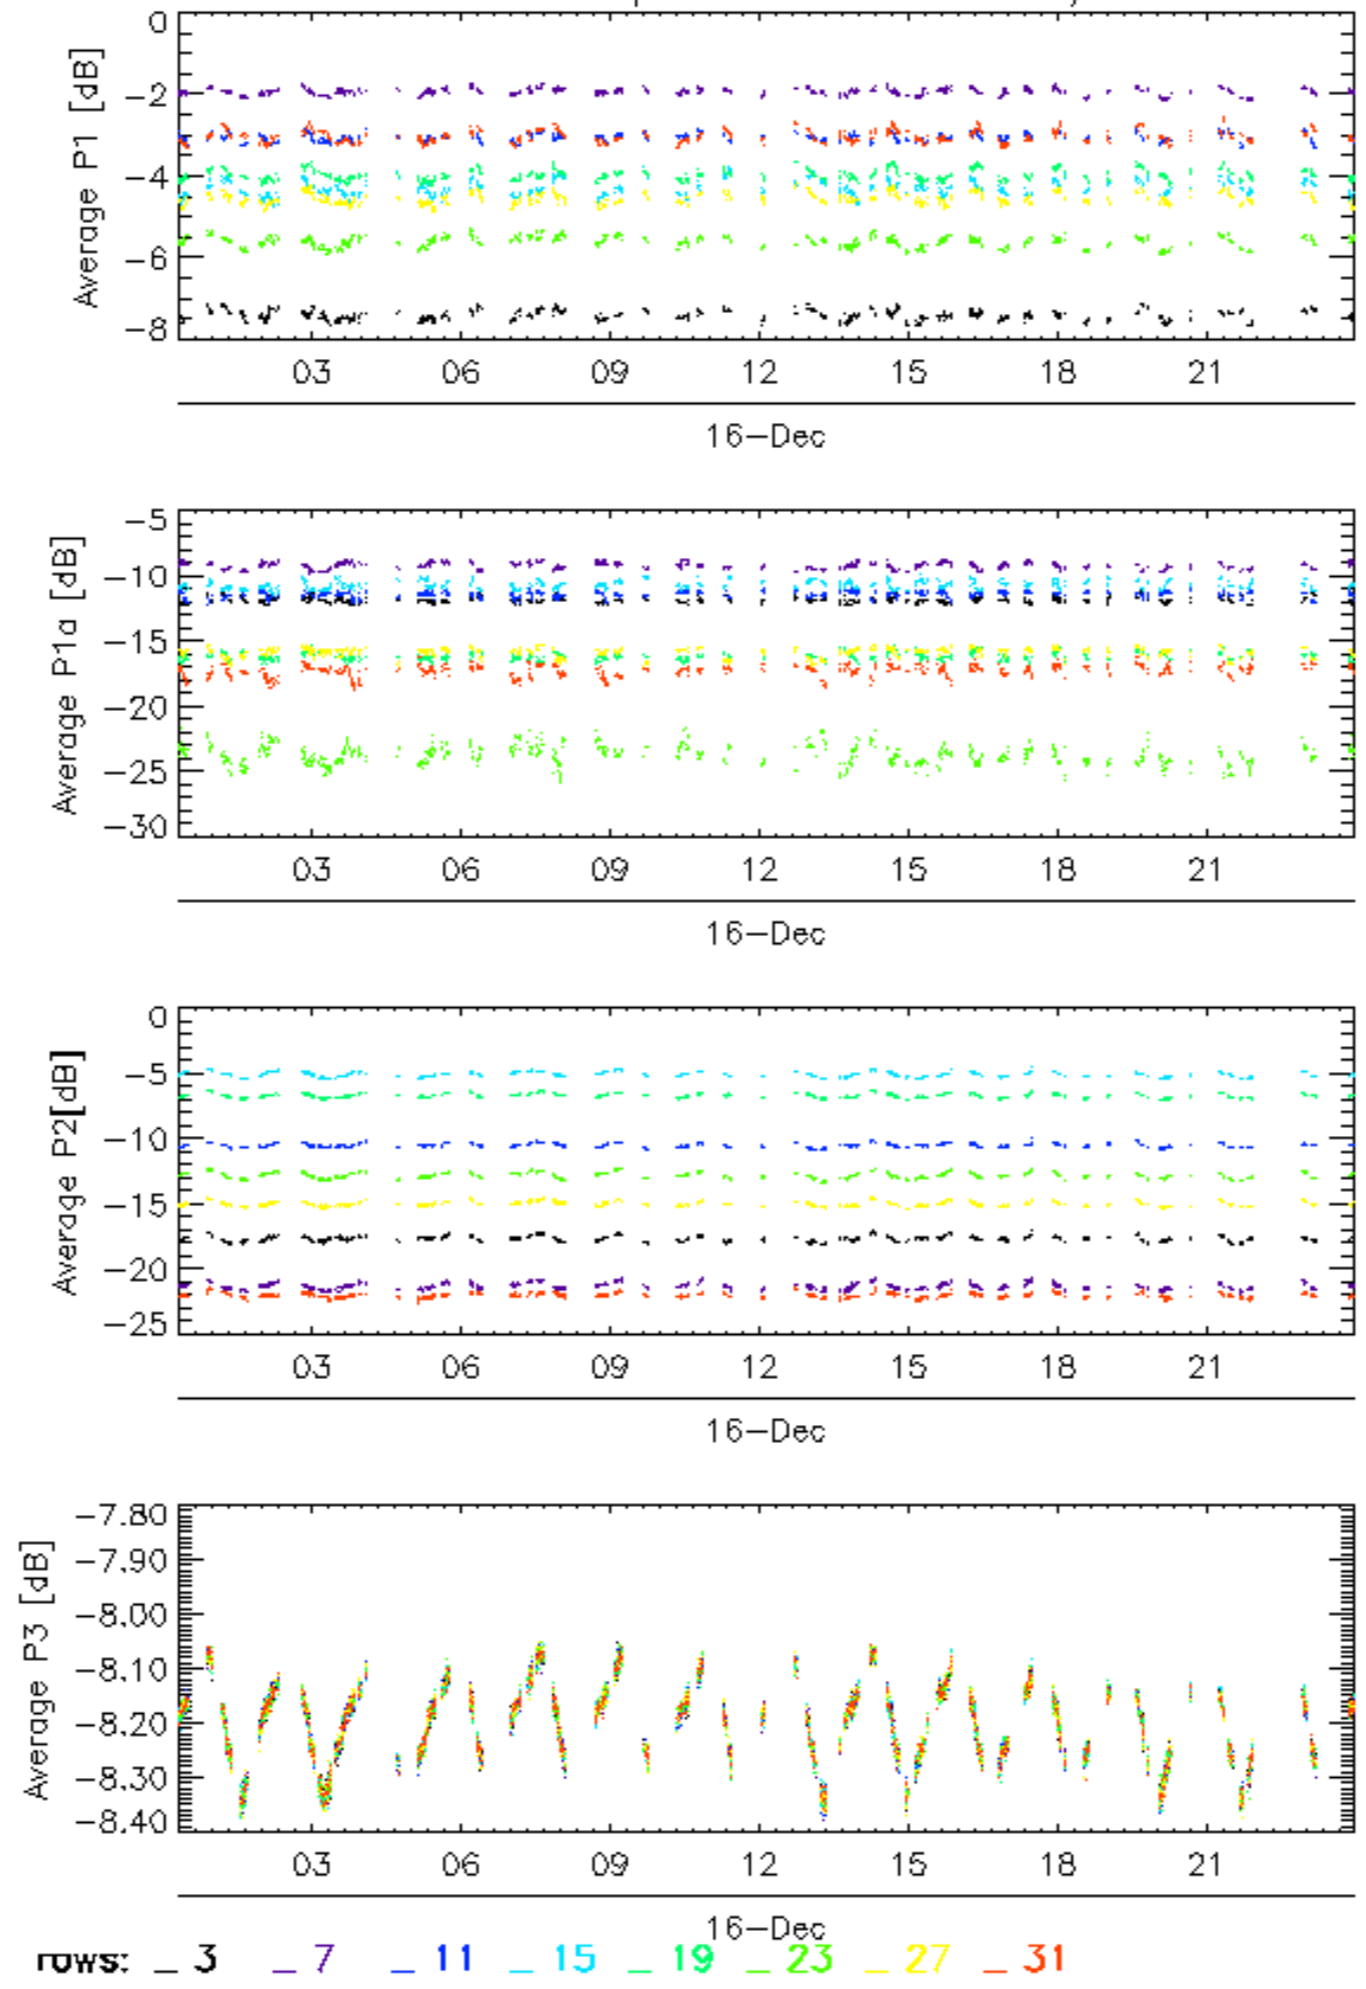 Average P1 [dB]
0
-2
-4
-6
-8
03 06 09 12 15 18 21
16-Dec
Average P1a [dB]
-5
-10
-15
-20
-25
-30
03 06 09 12 15 18 21
16-Dec
Average P2[dB]
0
-5
-10
-15
-20
-25
03 06 09 12 15 18 21
16-Dec
Average P3 [dB]
-7.80
-7.90
-8.00
-8.10
-8.20
-8.30
-8.40
03 06 09 12 15 18 21
16-Dec
rows: _ 3 _ 7 _ 11 _ 15 _ 19 _ 23 _ 27 _ 31